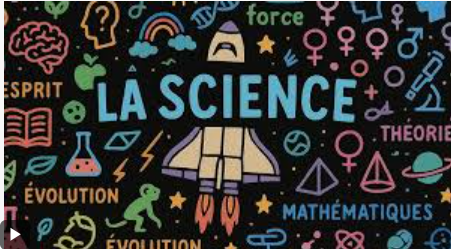 force
ESPRIT
LA SCIENCE
THÉORIE
ÉVOLUTION
MATHÉMATIQUES
ÉVOLUTION